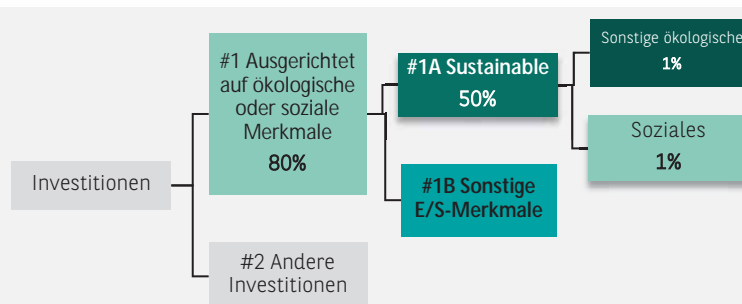 Investitionen
#1 Ausgerichtet
auf ökologische
oder soziale
Merkmale
80%
#2 Andere
Investitionen
#1A Sustainable
50%
#1B Sonstige
E/S-Merkmale
Sonstige ökologische
1%
Soziales
1%